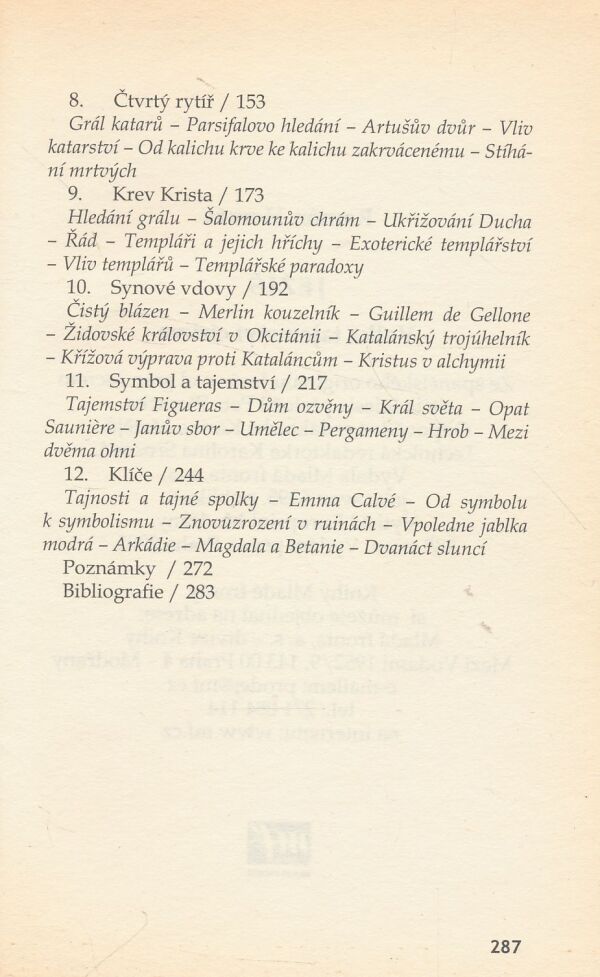 8. Čtvrtý rytíř / 153
Grál katarů – Parsifalovo hledání – Artušův dvůr – Vliv
katarství – Od kalichu krve ke kalichu zakrvácenému – Stíhá-
ní mrtvých
9. Krev Krista / 173
Hledání grálu – Šalomounův chrám – Ukřižování Ducha
– Řád – Templáři a jejich hříchy – Exoterické templářství
– Vliv templářů – Templářské paradoxy
10. Synové vdovy / 192
Čistý blázen – Merlin kouzelník – Guillem de Gellone
– Židovské království v Okcitánii – Katalánský trojúhelník
– Křížová výprava proti Kataláncům – Kristus v alchymii
11. Symbol a tajemství / 217
Tajemství Figueras – Dům ozvěny – Král světa – Opat
Saunière – Janův sbor – Umělec – Pergameny – Hrob – Mezi
dvěma ohni
12. Klíče / 244
Tajnosti a tajné spolky – Emma Calvé – Od symbolu
k symbolismu – Znovuzrození v ruinách – Vpoledne jablka
modrá – Arkádie – Magdala a Betanie – Dvanáct sluncí
Poznámky / 272
Bibliografie / 283
287